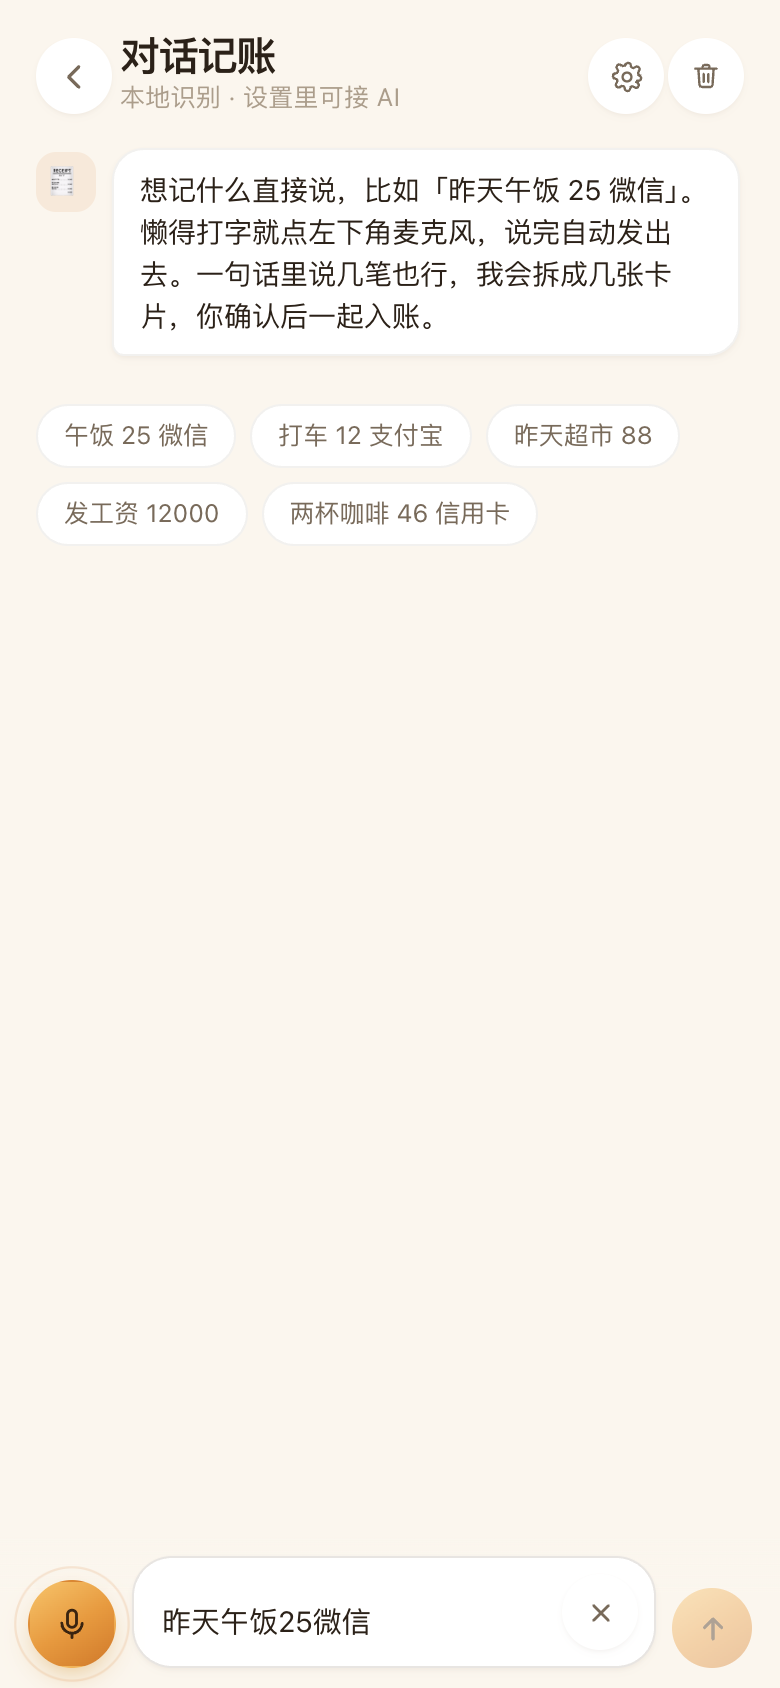 对话记账
本地识别 · 设置里可接 AI
RECEIPT
想记什么直接说，比如「昨天午饭 25 微信」。
懒得打字就点左下角麦克风，说完自动发出
去。一句话里说几笔也行，我会拆成几张卡
片，你确认后一起入账。
午饭 25 微信
打车 12 支付宝
昨天超市 88
发工资 12000
两杯咖啡 46 信用卡
昨天午饭25微信